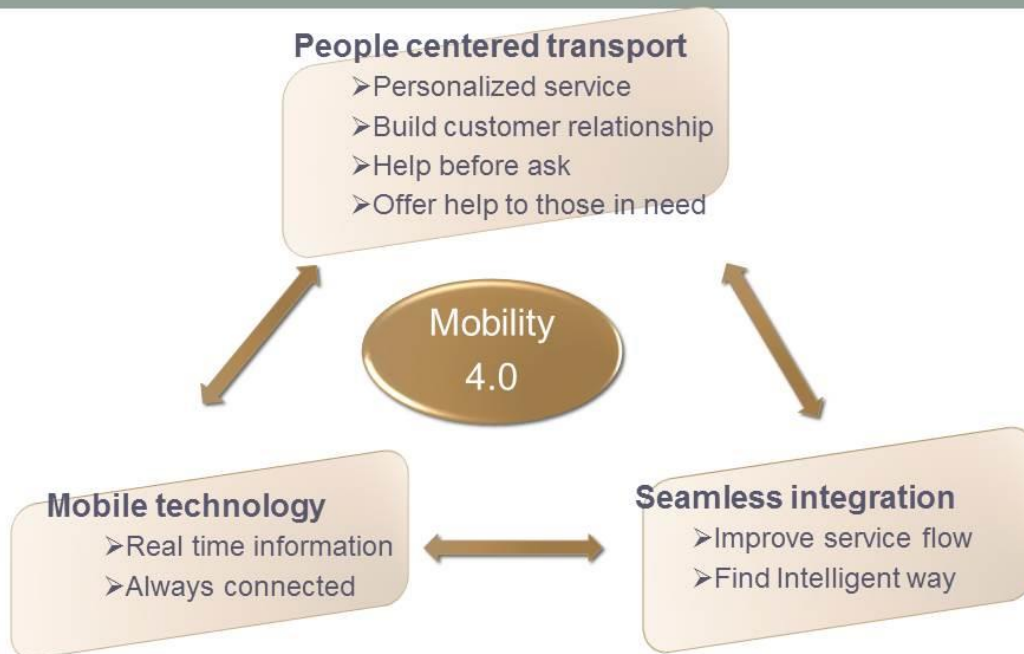 People centered transport
➢Personalized service
➢Build customer relationship
➢Help before ask
➢Offer help to those in need
Mobility
4.0
Mobile technology
➢Real time information
➢Always connected
Seamless integration
➢Improve service flow
➢Find Intelligent way